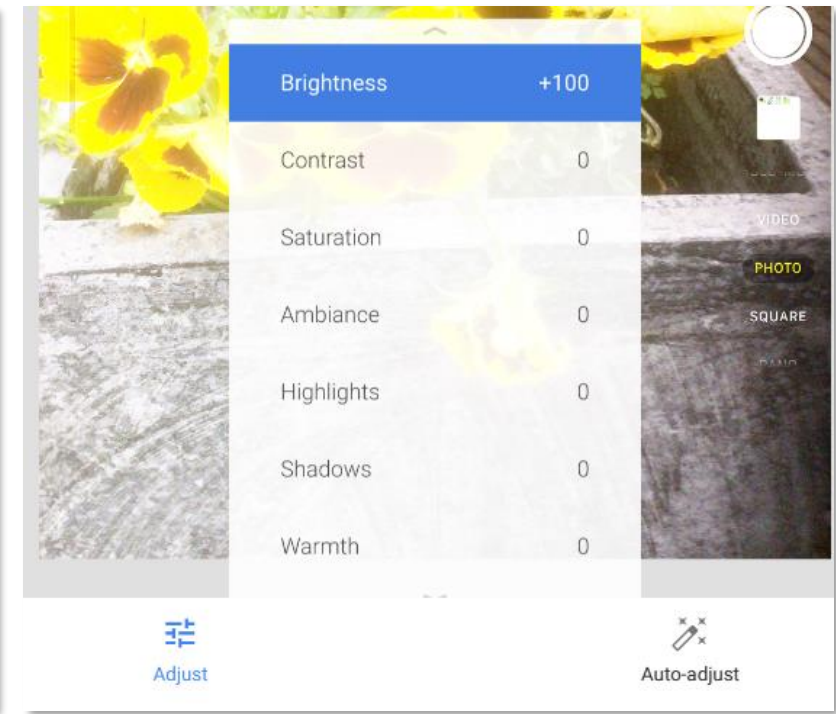 Brightness +100
Contrast 0
Saturation 0
Ambiance 0
Highlights 0
Shadows 0
Warmth 0
VIDEO
PHOTO
SQUARE
Adjust
Auto-adjust